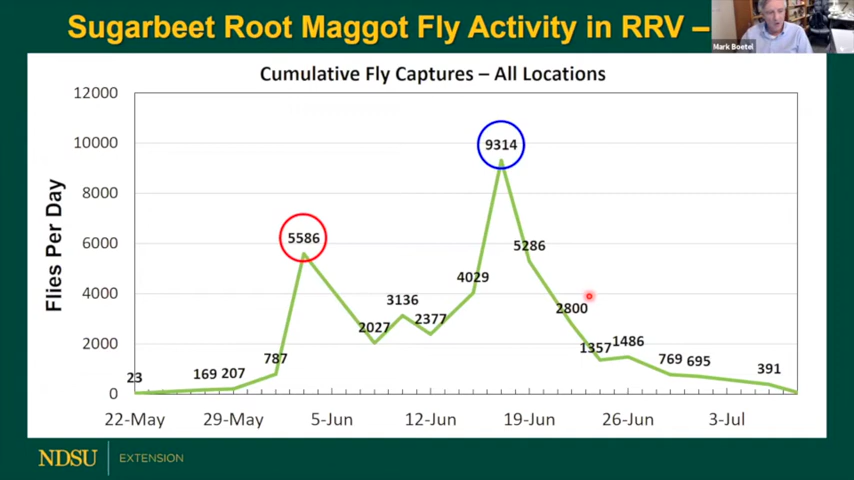 Sugarbeet Root Maggot Fly Activity in RRV –
Mark Boetel
Cumulative Fly Captures – All Locations
12000
10000
8000
6000
4000
2000
0
Flies Per Day
23
169
207
787
5586
2027
3136
2377
4029
9314
5286
2800
1357
1486
769
695
391
22-May
29-May
5-Jun
12-Jun
19-Jun
26-Jun
3-Jul
NDSU
EXTENSION